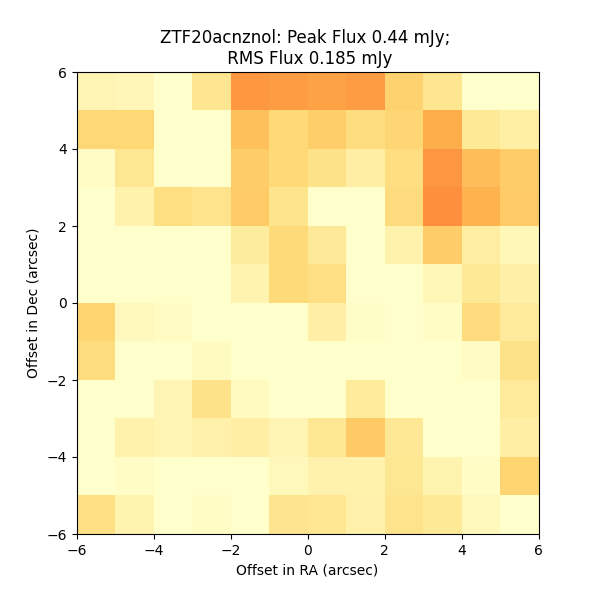 ZTF20acnznol: Peak Flux 0.44 mJy;
RMS Flux 0.185 mJy
6
4
2
0
−2
−4
−6
Offset in Dec (arcsec)
−6 −4 −2 0 2 4 6
Offset in RA (arcsec)